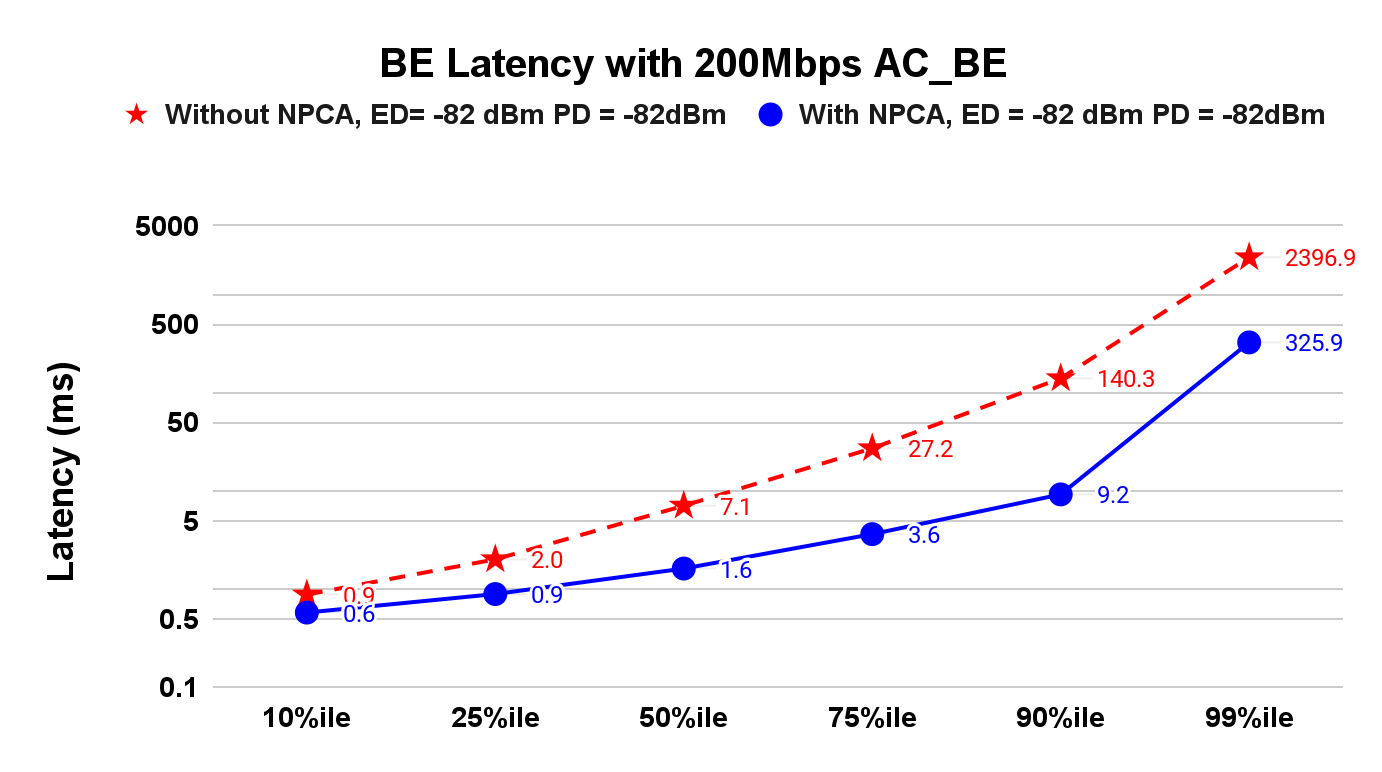 BE Latency with 200Mbps AC_BE
Without NPCA, ED= -82 dBm PD = -82dBm
With NPCA, ED = -82 dBm PD = -82dBm
Latency (ms)
5000
500
50
5
0.5
0.1
2396.9
325.9
140.3
27.2
9.2
7.1
3.6
2.0
1.6
0.9
0.9
0.6
10%ile
25%ile
50%ile
75%ile
90%ile
99%ile